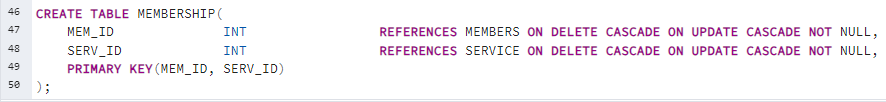 46 CREATE TABLE MEMBERSHIP(
47 MEM_ID INT REFERENCES MEMBERS ON DELETE CASCADE ON UPDATE CASCADE NOT NULL,
48 SERV_ID INT REFERENCES SERVICE ON DELETE CASCADE ON UPDATE CASCADE NOT NULL,
49 PRIMARY KEY(MEM_ID, SERV_ID)
50 );